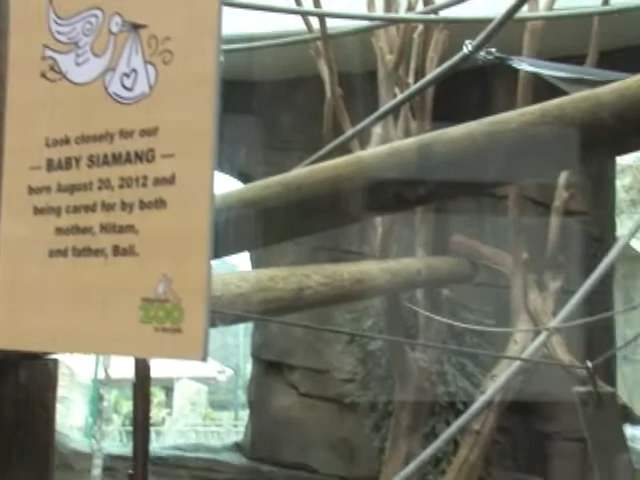 Look closely for our
— BABY SIAMANG —
born August 20, 2012 and
being cared for by both
mother, Hitam,
and father, Bali.
ZOO